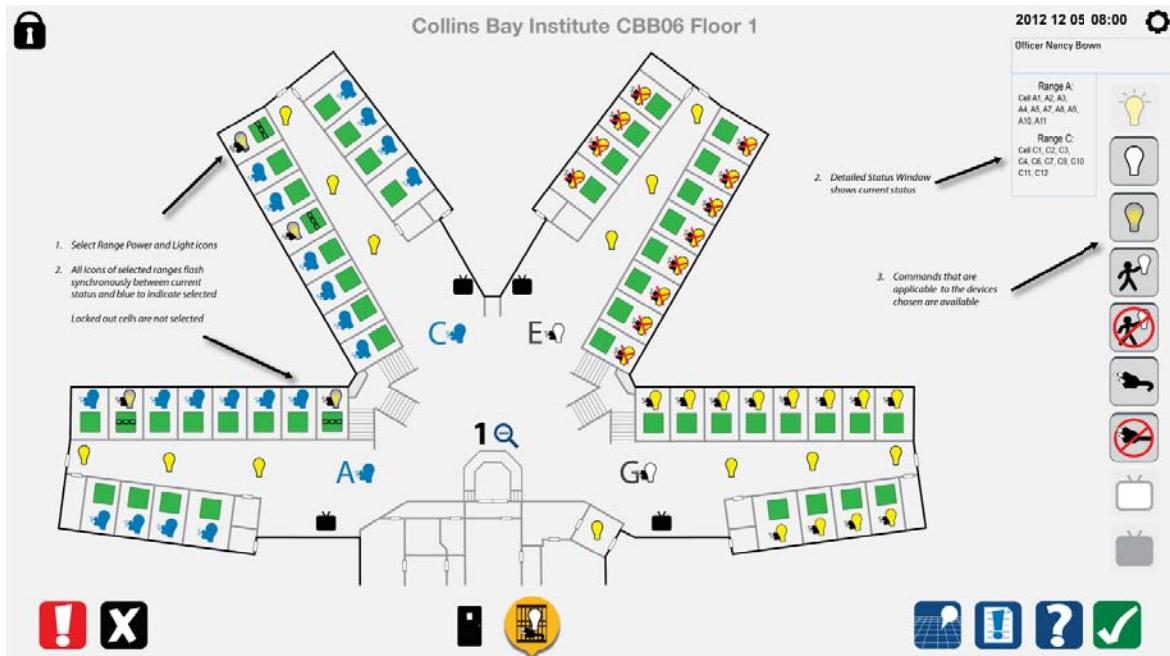 Collins Bay Institute CBB06 Floor 1
2012 12 05 08:00
Officer Nancy Bown
Range A:
Cell A1, A2, A3,
A4, A5, A7, A8, A9,
A10, A11
Range C:
Cell C1, C2, C3,
C4, C6, C7, C9, C10
C11, C12
2. Detailed Status Window
shows current status
1. Select Range Power and Light icons
2. All Icons of selected ranges flash
synchronously between current
status and blue to indicate selected
Locked out cells are not selected
3. Commands that are
applicable to the devices
chosen are available
C
E
1
A
G